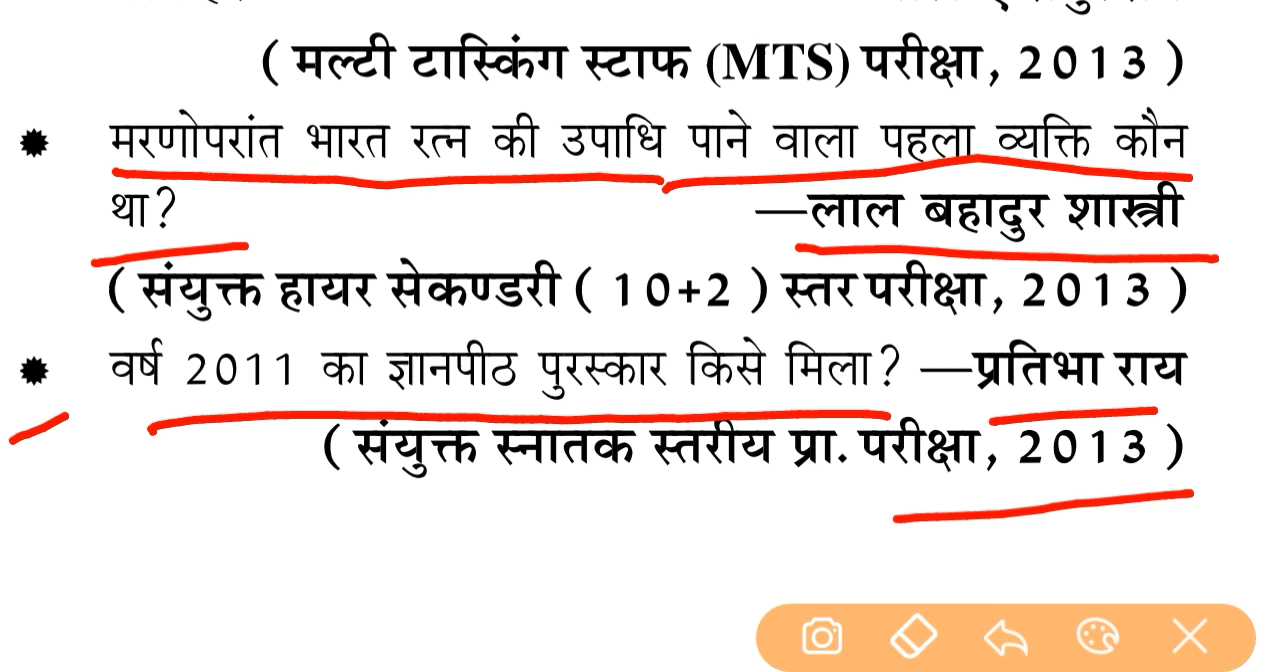 ( मल्टी टास्किंग स्टाफ (MTS) परीक्षा, 2013 )
मरणोपरांत भारत रत्न की उपाधि पाने वाला पहला व्यक्ति कौन
था? —लाल बहादुर शास्त्री
( संयुक्त हायर सेकण्डरी ( 10+2 ) स्तर परीक्षा, 2013 )
वर्ष 2011 का ज्ञानपीठ पुरस्कार किसे मिला? —प्रतिभा राय
( संयुक्त स्नातक स्तरीय प्रा. परीक्षा, 2013 )